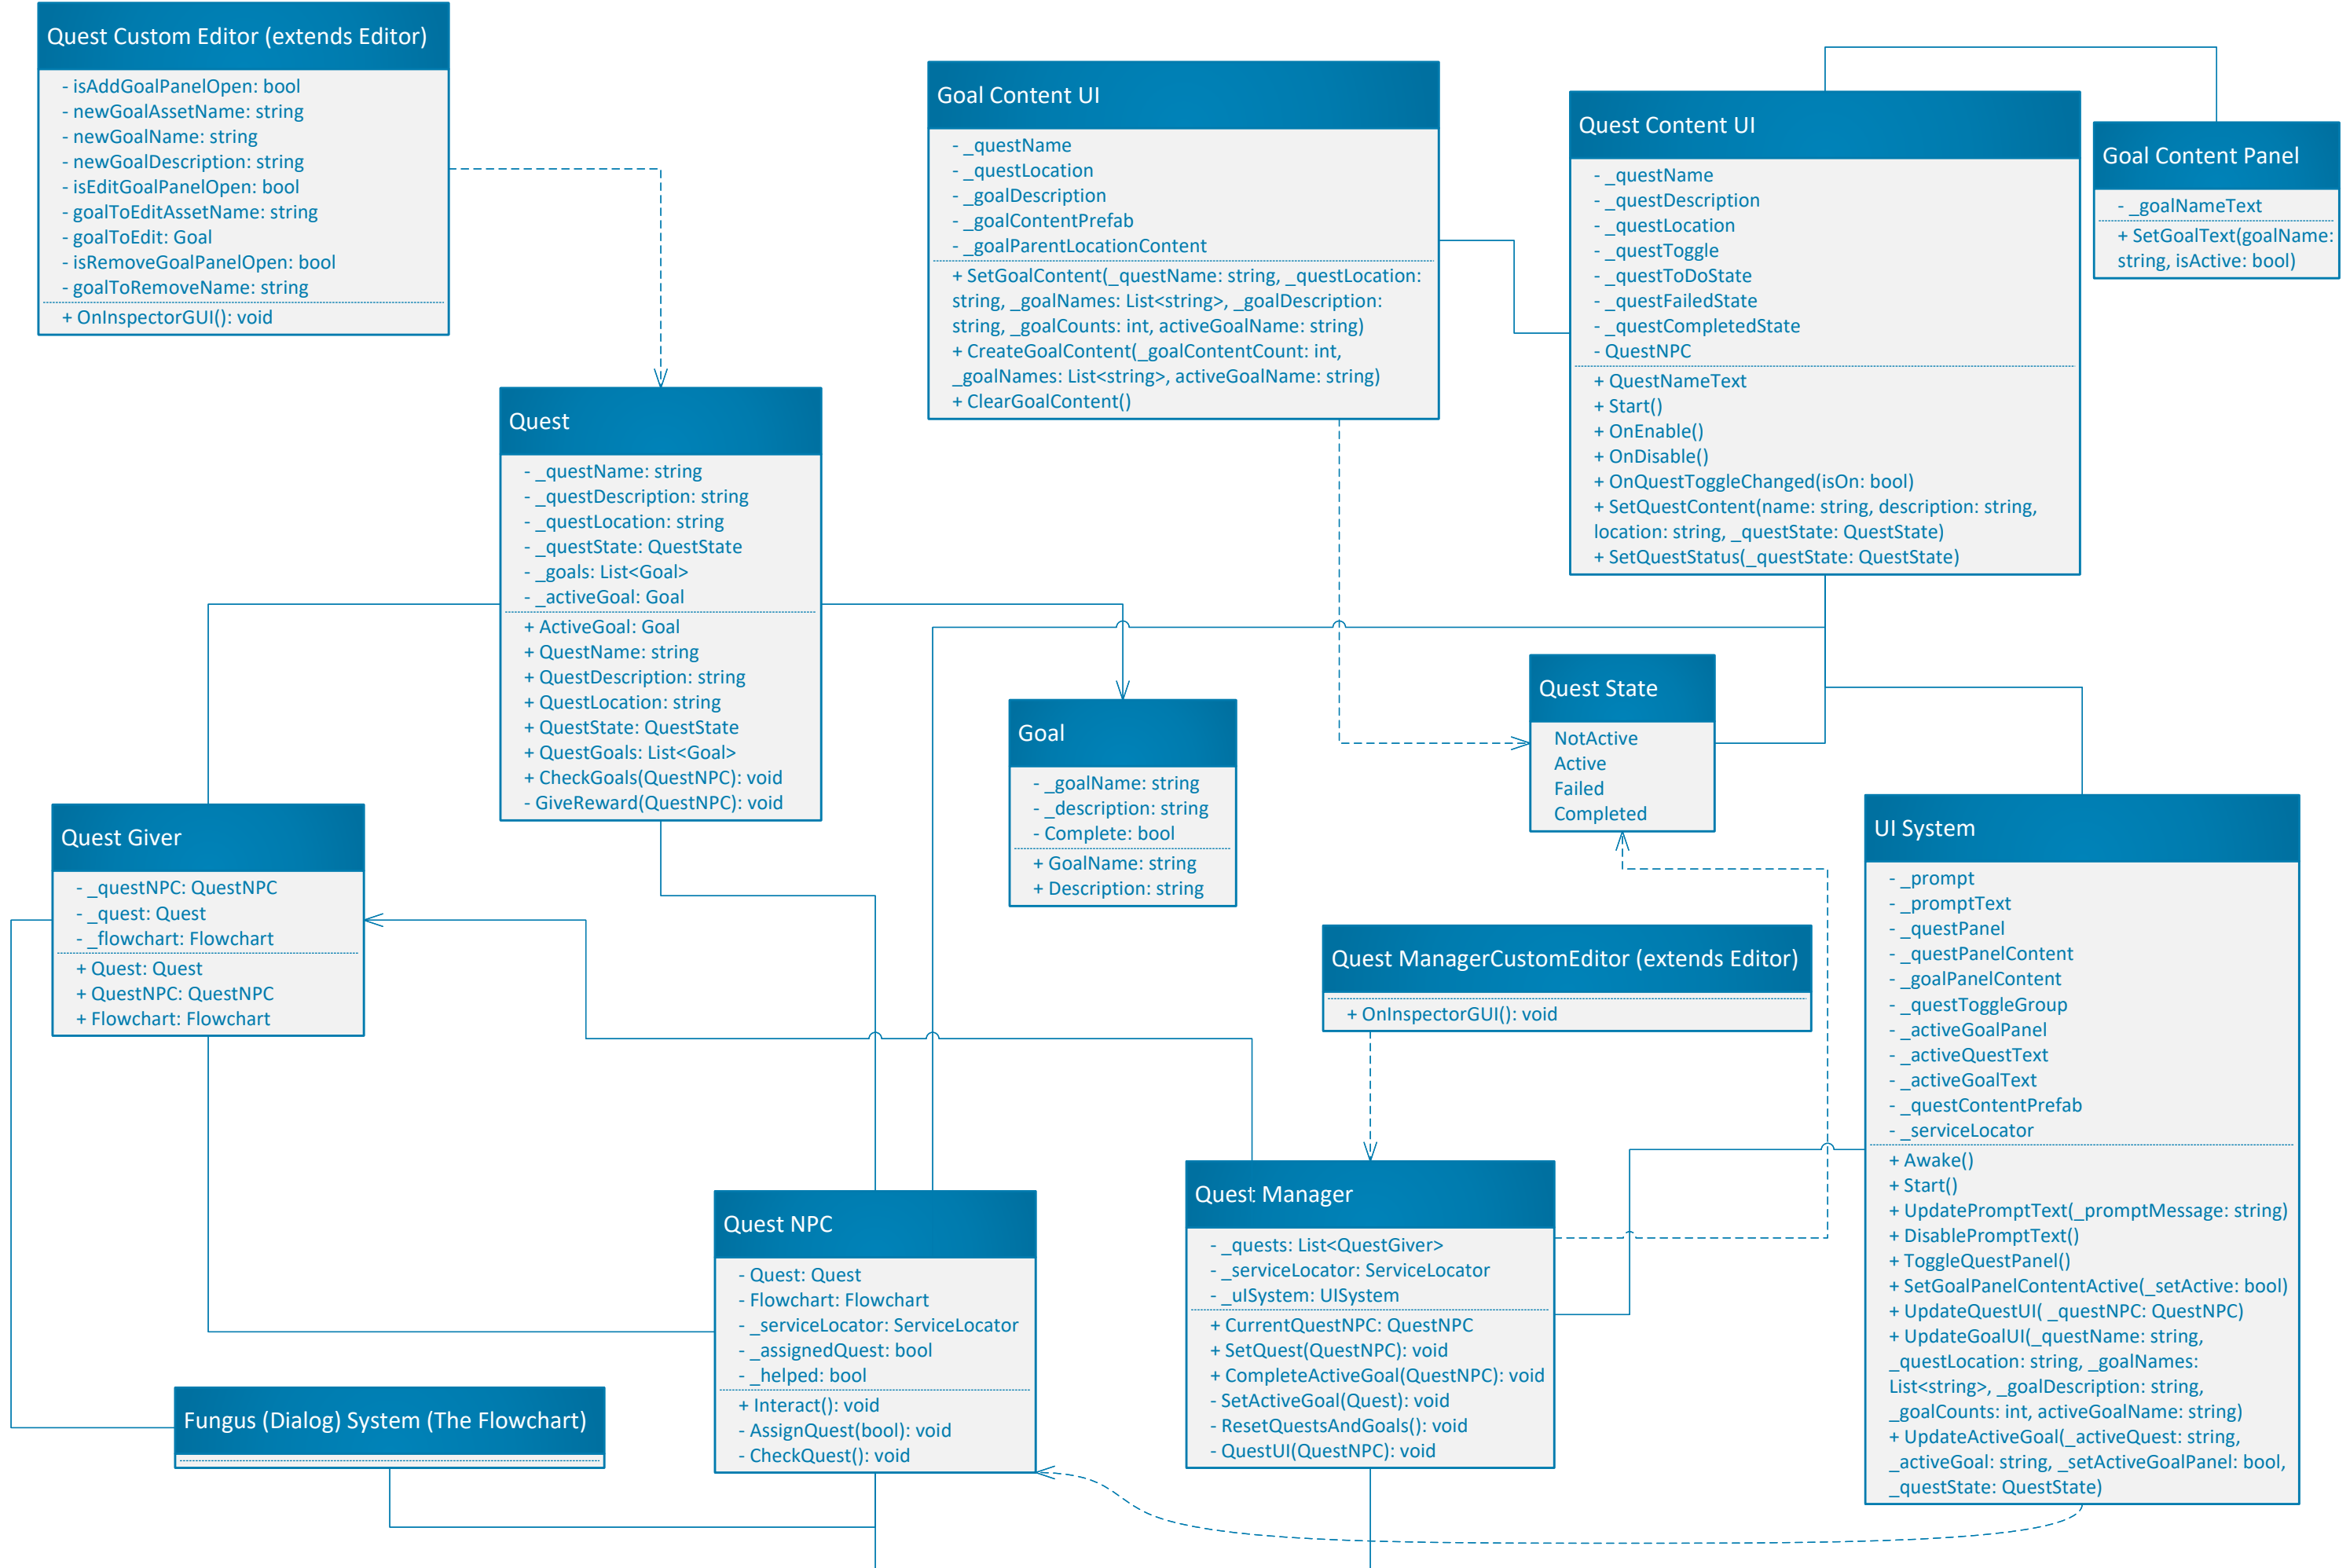 Quest Custom Editor (extends Editor)
- isAddGoalPanelOpen: bool
- newGoalAssetName: string
- newGoalName: string
- newGoalDescription: string
- isEditGoalPanelOpen: bool
- goalToEditAssetName: string
- goalToEdit: Goal
- isRemoveGoalPanelOpen: bool
- goalToRemoveName: string
+ OnInspectorGUI(): void
Goal Content UI
- _questName
- _questLocation
- _goalDescription
- _goalContentPrefab
- _goalParentLocationContent
+ SetGoalContent(_questName: string, _questLocation:
string, _goalNames: List<string>, _goalDescription:
string, _goalCounts: int, activeGoalName: string)
+ CreateGoalContent(_goalContentCount: int,
_goalNames: List<string>, activeGoalName: string)
+ ClearGoalContent()
Quest Content UI
- _questName
- _questDescription
- _questLocation
- _questToggle
- _questToDoState
- _questFailedState
- _questCompletedState
- QuestNPC
+ QuestNameText
+ Start()
+ OnEnable()
+ OnDisable()
+ OnQuestToggleChanged(isOn: bool)
+ SetQuestContent(name: string, description: string,
location: string, _questState: QuestState)
+ SetQuestStatus(_questState: QuestState)
Goal Content Panel
- _goalNameText
+ SetGoalText(goalName:
string, isActive: bool)
Quest
- _questName: string
- _questDescription: string
- _questLocation: string
- _questState: QuestState
- _goals: List<Goal>
- _activeGoal: Goal
+ ActiveGoal: Goal
+ QuestName: string
+ QuestDescription: string
+ QuestLocation: string
+ QuestState: QuestState
+ QuestGoals: List<Goal>
+ CheckGoals(QuestNPC): void
- GiveReward(QuestNPC): void
Goal
- _goalName: string
- _description: string
- Complete: bool
+ GoalName: string
+ Description: string
Quest State
NotActive
Active
Failed
Completed
Quest Giver
- _questNPC: QuestNPC
- _quest: Quest
- _flowchart: Flowchart
+ Quest: Quest
+ QuestNPC: QuestNPC
+ Flowchart: Flowchart
UI System
- _prompt
- _promptText
- _questPanel
- _questPanelContent
- _goalPanelContent
- _questToggleGroup
- _activeGoalPanel
- _activeQuestText
- _activeGoalText
- _questContentPrefab
- _serviceLocator
+ Awake()
+ Start()
+ UpdatePromptText(_promptMessage: string)
+ DisablePromptText()
+ ToggleQuestPanel()
+ SetGoalPanelContentActive(_setActive: bool)
+ UpdateQuestUI( _questNPC: QuestNPC)
+ UpdateGoalUI(_questName: string,
_questLocation: string, _goalNames:
List<string>, _goalDescription: string,
_goalCounts: int, activeGoalName: string)
+ UpdateActiveGoal(_activeQuest: string,
_activeGoal: string, _setActiveGoalPanel: bool,
_questState: QuestState)
Quest ManagerCustomEditor (extends Editor)
+ OnInspectorGUI(): void
Quest Manager
- _quests: List<QuestGiver>
- _serviceLocator: ServiceLocator
- _uISystem: UISystem
+ CurrentQuestNPC: QuestNPC
+ SetQuest(QuestNPC): void
+ CompleteActiveGoal(QuestNPC): void
- SetActiveGoal(Quest): void
- ResetQuestsAndGoals(): void
- QuestUI(QuestNPC): void
Quest NPC
- Quest: Quest
- Flowchart: Flowchart
- _serviceLocator: ServiceLocator
- _assignedQuest: bool
- _helped: bool
+ Interact(): void
- AssignQuest(bool): void
- CheckQuest(): void
Fungus (Dialog) System (The Flowchart)